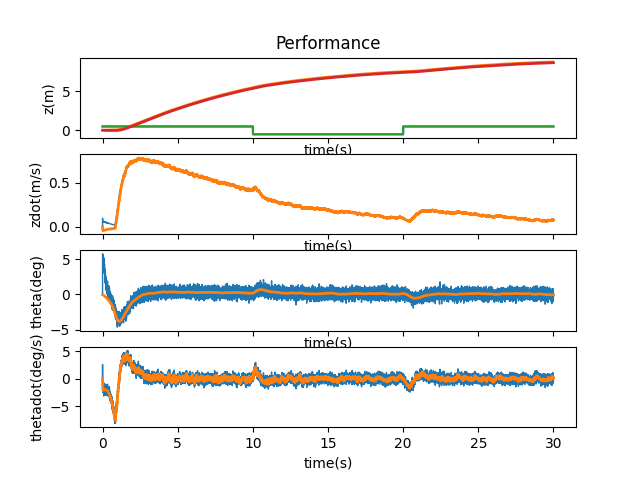 Performance
z(m)
5
0
time(s)
zdot(m/s)
0.5
0.0
time(s)
theta(deg)
5
0
−5
time(s)
thetadot(deg/s)
5
0
−5
0 5 10 15 20 25 30
time(s)